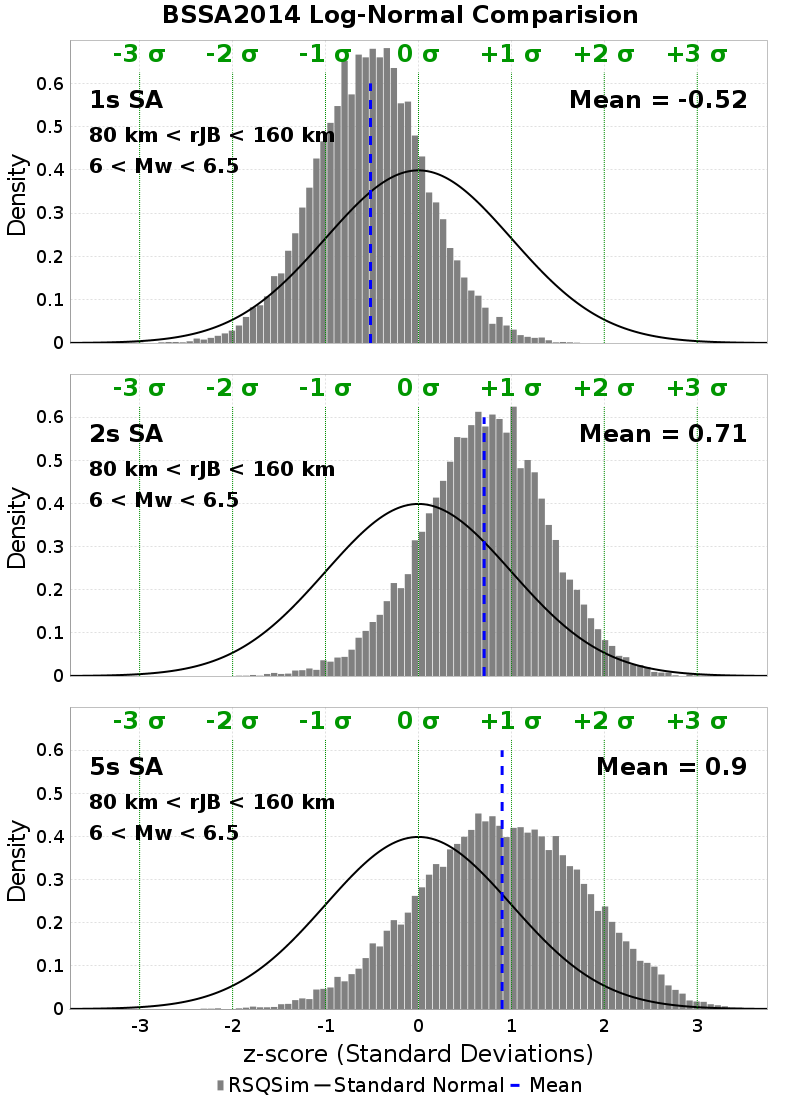 BSSA2014 Log-Normal Comparision
-3 σ -2 σ -1 σ 0 σ +1 σ +2 σ +3 σ
1s SA Mean = -0.52
80 km < rJB < 160 km
6 < Mw < 6.5
Density
0.6
0.5
0.4
0.3
0.2
0.1
0
-3 σ -2 σ -1 σ 0 σ +1 σ +2 σ +3 σ
2s SA Mean = 0.71
80 km < rJB < 160 km
6 < Mw < 6.5
Density
0.6
0.5
0.4
0.3
0.2
0.1
0
-3 σ -2 σ -1 σ 0 σ +1 σ +2 σ +3 σ
5s SA Mean = 0.9
80 km < rJB < 160 km
6 < Mw < 6.5
Density
0.6
0.5
0.4
0.3
0.2
0.1
0
-3 -2 -1 0 1 2 3
z-score (Standard Deviations)
RSQSim Standard Normal Mean